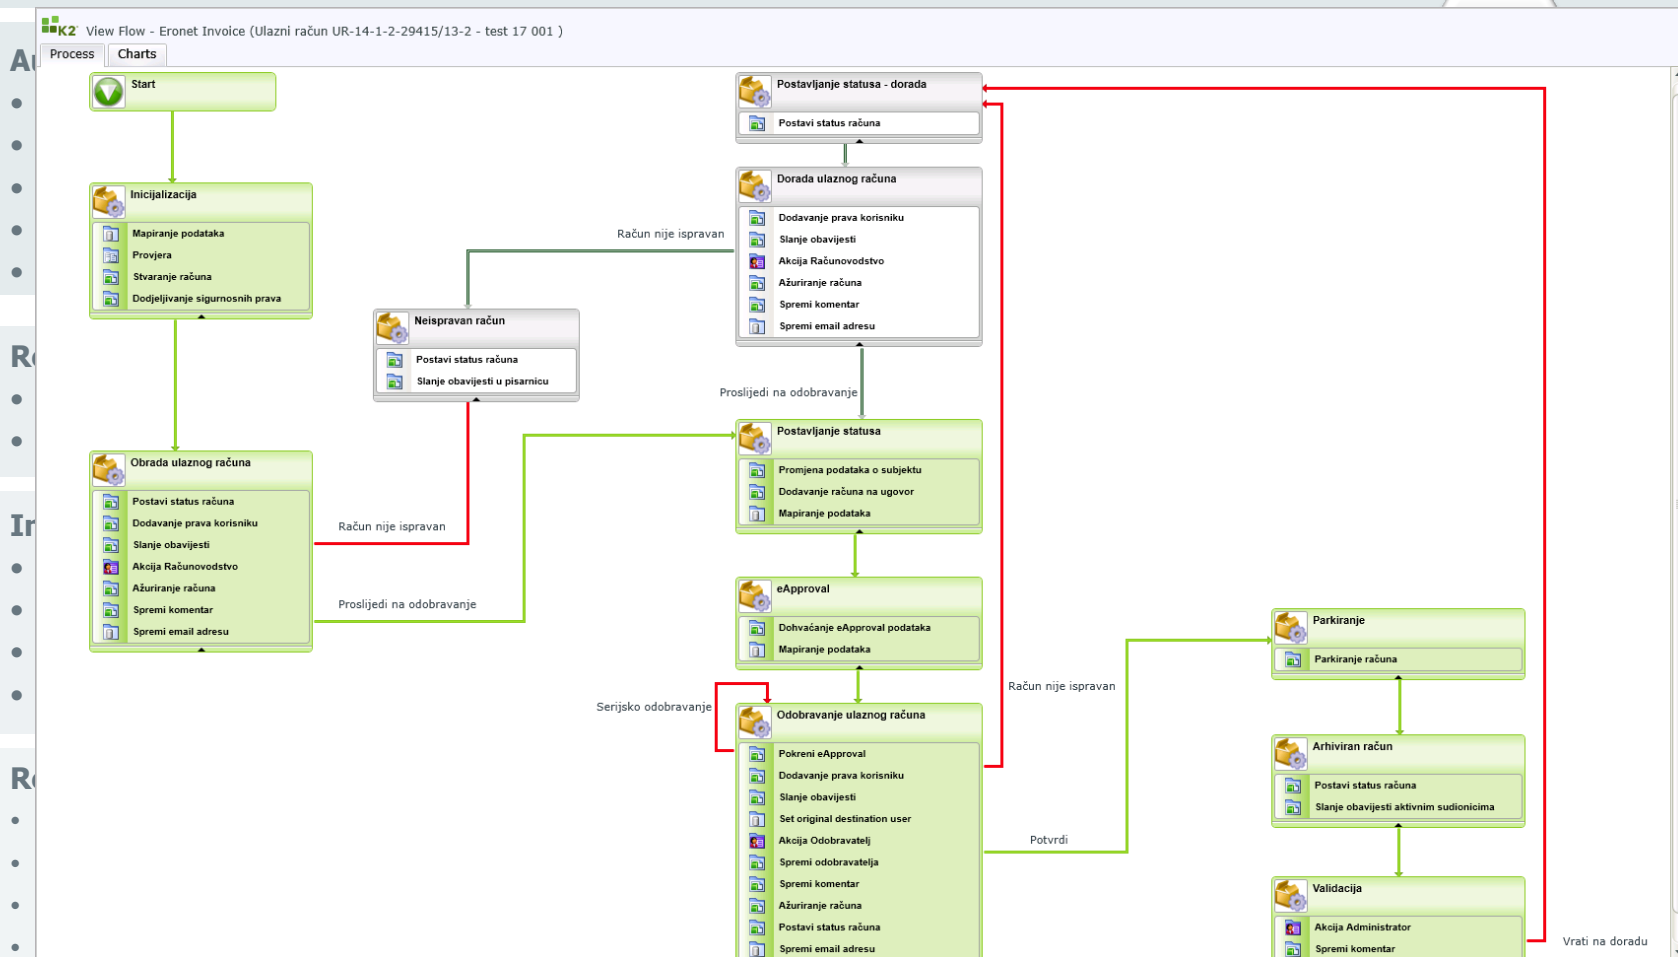 K2
View Flow - Eronet Invoice (Ulazni račun UR-14-1-2-29415/13-2 - test 17 001 )
Process
Charts
Start
Inicijalizacija
Mapiranje podataka
Provjera
Stvaranje računa
Dodjeljivanje sigurnosnih prava
Obrada ulaznog računa
Postavi status računa
Dodavanje prava korisniku
Slanje obavijesti
Akcija Računovodstvo
Ažuriranje računa
Spremi komentar
Spremi email adresu
Račun nije ispravan
Proslijedi na odobravanje
Neispravan račun
Postavi status računa
Slanje obavijesti u pisarnicu
Račun nije ispravan
Postavljanje statusa - dorada
Postavi status računa
Dorada ulaznog računa
Dodavanje prava korisniku
Slanje obavijesti
Akcija Računovodstvo
Ažuriranje računa
Spremi komentar
Spremi email adresu
Proslijedi na odobravanje
Postavljanje statusa
Promjena podataka o subjektu
Dodavanje računa na ugovor
Mapiranje podataka
eApproval
Dohvaćanje eApproval podataka
Mapiranje podataka
Serijsko odobravanje
Odobravanje ulaznog računa
Pokreni eApproval
Dodavanje prava korisniku
Slanje obavijesti
Set original destination user
Akcija Odobravatelj
Spremi odobravatelja
Spremi komentar
Ažuriranje računa
Postavi status računa
Spremi email adresu
Račun nije ispravan
Potvrdi
Parkiranje
Parkiranje računa
Arhiviran račun
Postavi status računa
Slanje obavijesti aktivnim sudionicima
Validacija
Akcija Administrator
Spremi komentar
Vrati na doradu